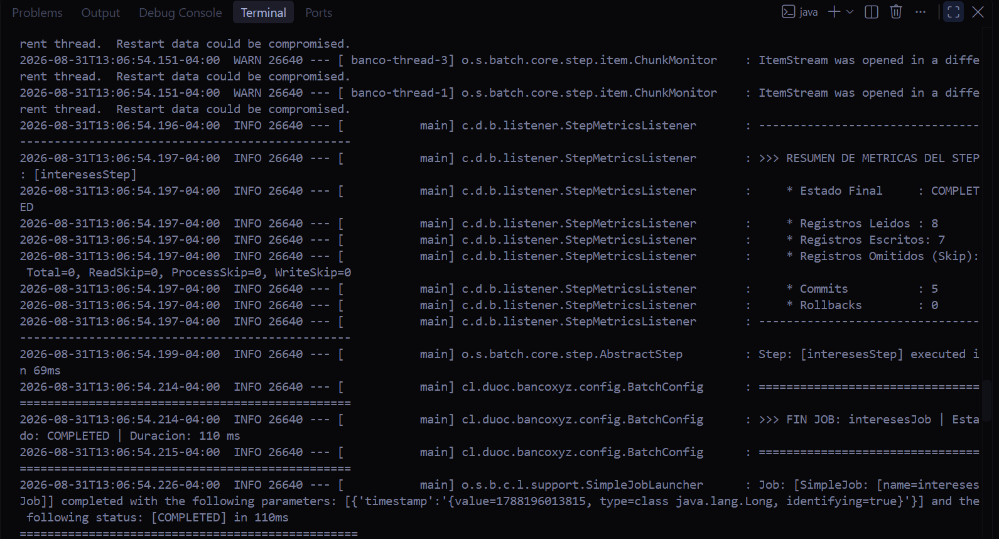 Problems Output Debug Console Terminal Ports java
rent thread.  Restart data could be compromised.
2026-08-31T13:06:54.151-04:00  WARN 26640 --- [ banco-thread-3] o.s.batch.core.step.item.ChunkMonitor    : ItemStream was opened in a diffe
rent thread.  Restart data could be compromised.
2026-08-31T13:06:54.151-04:00  WARN 26640 --- [ banco-thread-1] o.s.batch.core.step.item.ChunkMonitor    : ItemStream was opened in a diffe
rent thread.  Restart data could be compromised.
2026-08-31T13:06:54.196-04:00  INFO 26640 --- [           main] c.d.b.listener.StepMetricsListener       : --------------------------------
------------------------------------------------
2026-08-31T13:06:54.197-04:00  INFO 26640 --- [           main] c.d.b.listener.StepMetricsListener       : >>> RESUMEN DE METRICAS DEL STEP
: [interesesStep]
2026-08-31T13:06:54.197-04:00  INFO 26640 --- [           main] c.d.b.listener.StepMetricsListener       :     * Estado Final     : COMPLET
ED
2026-08-31T13:06:54.197-04:00  INFO 26640 --- [           main] c.d.b.listener.StepMetricsListener       :     * Registros Leidos : 8
2026-08-31T13:06:54.197-04:00  INFO 26640 --- [           main] c.d.b.listener.StepMetricsListener       :     * Registros Escritos: 7
2026-08-31T13:06:54.197-04:00  INFO 26640 --- [           main] c.d.b.listener.StepMetricsListener       :     * Registros Omitidos (Skip):
 Total=0, ReadSkip=0, ProcessSkip=0, WriteSkip=0
2026-08-31T13:06:54.197-04:00  INFO 26640 --- [           main] c.d.b.listener.StepMetricsListener       :     * Commits          : 5
2026-08-31T13:06:54.197-04:00  INFO 26640 --- [           main] c.d.b.listener.StepMetricsListener       :     * Rollbacks        : 0
2026-08-31T13:06:54.197-04:00  INFO 26640 --- [           main] c.d.b.listener.StepMetricsListener       : --------------------------------
------------------------------------------------
2026-08-31T13:06:54.199-04:00  INFO 26640 --- [           main] o.s.batch.core.step.AbstractStep         : Step: [interesesStep] executed i
n 69ms
2026-08-31T13:06:54.214-04:00  INFO 26640 --- [           main] cl.duoc.bancoxyz.config.BatchConfig      : ================================
================================================
2026-08-31T13:06:54.214-04:00  INFO 26640 --- [           main] cl.duoc.bancoxyz.config.BatchConfig      : >>> FIN JOB: interesesJob | Esta
do: COMPLETED | Duracion: 110 ms
2026-08-31T13:06:54.215-04:00  INFO 26640 --- [           main] cl.duoc.bancoxyz.config.BatchConfig      : ================================
================================================
2026-08-31T13:06:54.226-04:00  INFO 26640 --- [           main] o.s.b.c.l.support.SimpleJobLauncher      : Job: [SimpleJob: [name=intereses
Job]] completed with the following parameters: [{'timestamp':'{value=1788196013815, type=class java.lang.Long, identifying=true}'}] and the
 following status: [COMPLETED] in 110ms
=================================================